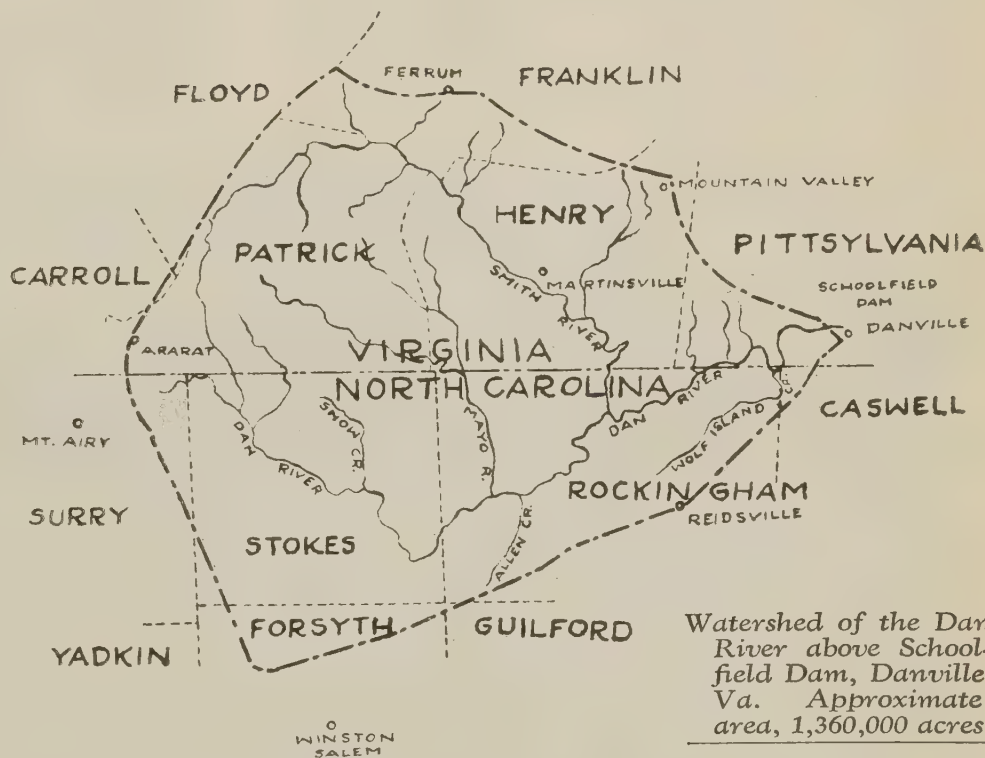 FERRUM
FRANKLIN
FLOYD
MOUNTAIN VALLEY
HENRY
PITTSYLVANIA
PATRICK
CARROLL
SMITH
RIVER
MARTINSVILLE
SCHOOLFIELD
DAM
DANVILLE
ARARAT
VIRGINIA
NORTH CAROLINA
MT. AIRY
DAN
RIVER
SNOW CR.
MAYO R.
DAN RIVER
WOLF ISLAND
CR.
CASWELL
ROCKINGHAM
REIDSVILLE
SURRY
STOKES
ALLEN CR.
FORSYTH
GUILFORD
YADKIN
WINSTON
SALEM
Watershed of the Dan
River above School-
field Dam, Danville
Va. Approximate
area, 1,360,000 acres